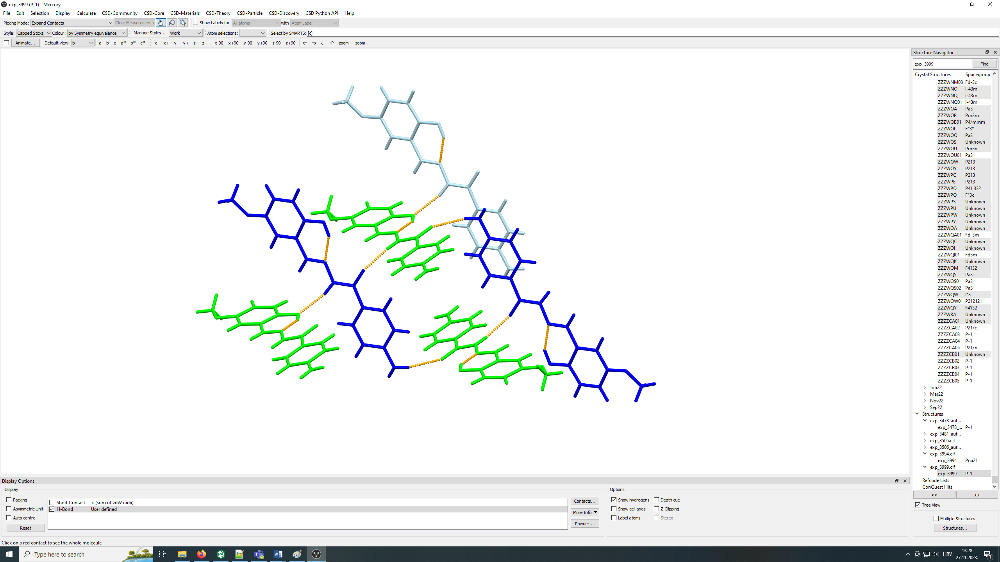 exp_3999 (P-1) - Mercury
File Edit Selection Display Calculate CSD-Community CSD-Core CSD-Materials CSD-Theory CSD-Particle CSD-Discovery CSD Python API Help
Picking Mode: Expand Contacts Clear Measurements Show Labels for All atoms with Atom Label
Style: Capped Sticks Colour: by Symmetry equivalence Manage Styles... Work Atom selections: Select by SMARTS: [c]
Animate... Default view: b a b c a* b* c* x- x+ y- y+ z- z+ x-90 x+90 y-90 y+90 z-90 z+90 ← → ↓ ↑ zoom- zoom+
Structure Navigator
exp_3999 Find
Crystal Structures Spacegroup
ZZZWNM03 Fd-3c
ZZZWNO I-43m
ZZZWNQ I-43m
ZZZWNQ01 I-43m
ZZZWOA Pa3
ZZZWOB Pm3m
ZZZWOB01 P4/mmm
ZZZWOI F*3*
ZZZWOO Pa3
ZZZWOS Unknown
ZZZWOU Pm3n
ZZZWOU01 Pa3
ZZZWOW P213
ZZZWOY P213
ZZZWPC P213
ZZZWPE P213
ZZZWPO P41,332
ZZZWPQ F*3c
ZZZWPS Unknown
ZZZWPU Unknown
ZZZWPW Unknown
ZZZWPY Unknown
ZZZWQA Unknown
ZZZWQA01 Fd-3m
ZZZWQC Unknown
ZZZWQI Unknown
ZZZWQI01 Fd3m
ZZZWQK Unknown
ZZZWQM F4132
ZZZWQS Pa3
ZZZWQS01 Pa3
ZZZWQS02 Pa3
ZZZWQW I*3
ZZZWQW01 P212121
ZZZWQY F4132
ZZZWRA Unknown
ZZZZCA01 Unknown
ZZZZCA02 P21/c
ZZZZCA03 P-1
ZZZZCA04 P-1
ZZZZCA05 P21/n
ZZZZCB01 Unknown
ZZZZCB02 P-1
ZZZZCB03 P-1
ZZZZCB04 P-1
ZZZZCB05 P-1
Jun22
Mar22
Nov22
Sep22
Structures
exp_3478_aut...
exp_3478_... P-1
exp_3481_aut...
exp_3505.cif
exp_3506_aut...
exp_3994.cif
exp_3994 Pna21
exp_3999.cif
exp_3999 P-1
Refcode Lists
ConQuest Hits
<< >>
Tree View
Multiple Structures
Structures...
Display Options
Display
Packing
Asymmetric Unit
Auto centre
Reset
Short Contact < (sum of vdW radii)
H-Bond User defined
Contacts...
More Info
Powder...
Options
Show hydrogens Depth cue
Show cell axes Z-Clipping
Label atoms Stereo
Click on a red contact to see the whole molecule
Type here to search
HRV
13:28
27.11.2023.
1